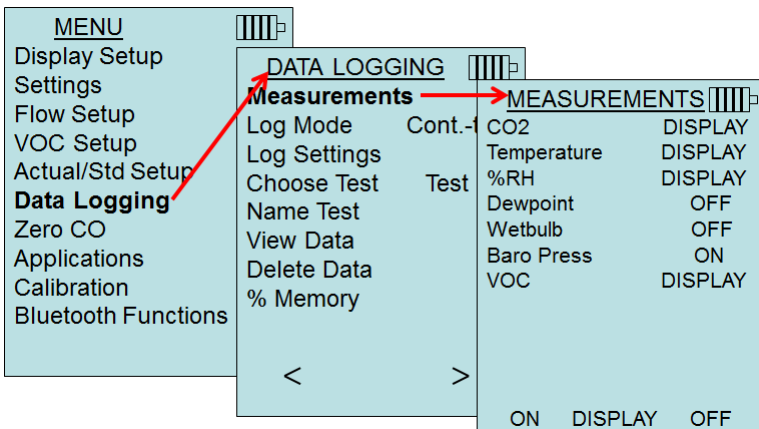 MENU
Display Setup
Settings
Flow Setup
VOC Setup
Actual/Std Setup
Data Logging
Zero CO
Applications
Calibration
Bluetooth Functions
DATA LOGGING
Measurements
Log Mode Cont.-t
Log Settings
Choose Test Test
Name Test
View Data
Delete Data
% Memory
< >
MEASUREMENTS
CO2 DISPLAY
Temperature DISPLAY
%RH DISPLAY
Dewpoint OFF
Wetbulb OFF
Baro Press ON
VOC DISPLAY
ON DISPLAY OFF